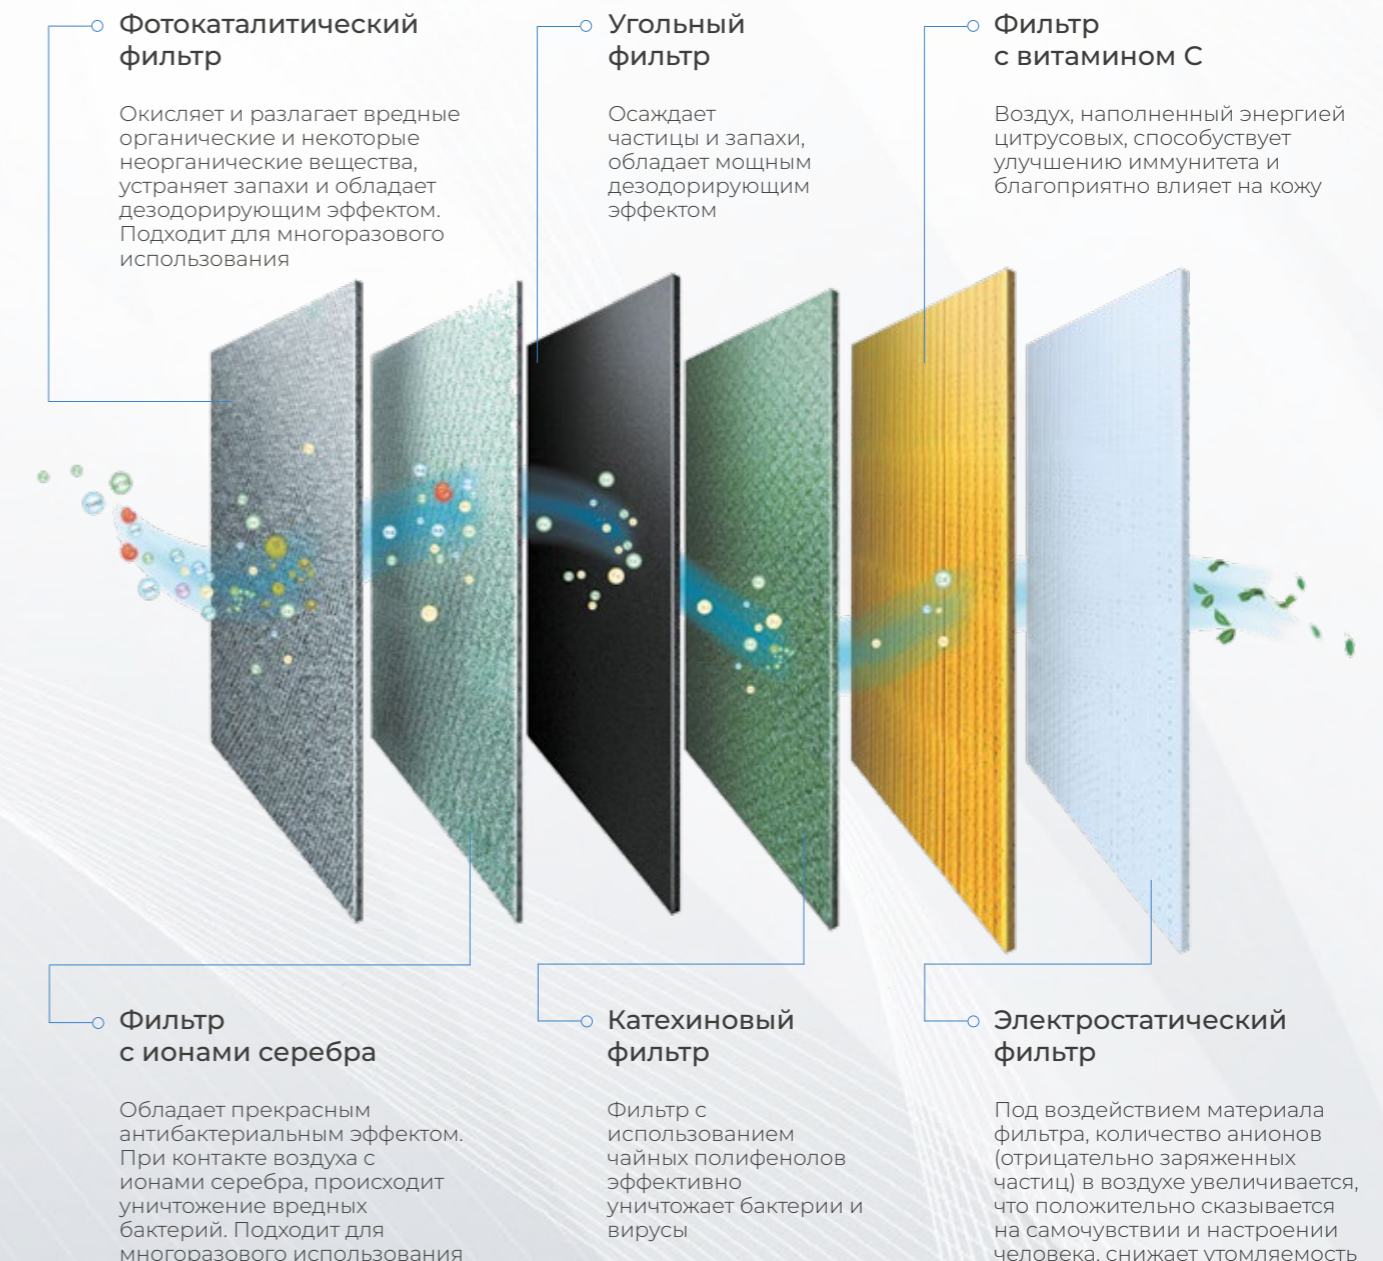 Фотокаталитический
фильтр
Окисляет и разлагает вредные
органические и некоторые
неорганические вещества,
устраняет запахи и обладает
дезодорирующим эффектом.
Подходит для многоразового
использования
Угольный
фильтр
Осаждает
частицы и запахи,
обладает мощным
дезодорирующим
эффектом
Фильтр
с витамином С
Воздух, наполненный энергией
цитрусовых, способуствует
улучшению иммунитета и
благоприятно влияет на кожу
Фильтр
с ионами серебра
Обладает прекрасным
антибактериальным эффектом.
При контакте воздуха с
ионами серебра, происходит
уничтожение вредных
бактерий. Подходит для
многоразового использования
Катехиновый
фильтр
Фильтр с
использованием
чайных полифенолов
эффективно
уничтожает бактерии и
вирусы
Электростатический
фильтр
Под воздействием материала
фильтра, количество анионов
(отрицательно заряженных
частиц) в воздухе увеличивается,
что положительно сказывается
на самочувствии и настроении
человека, снижает утомляемость